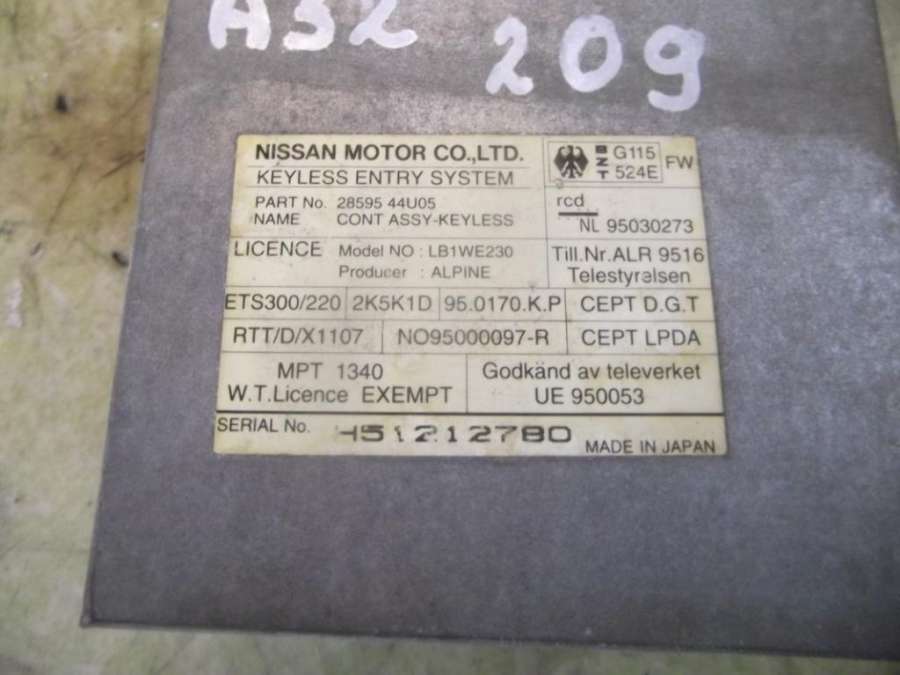 A32 209
NISSAN MOTOR CO.,LTD.
KEYLESS ENTRY SYSTEM
PART No. 28595 44U05
NAME CONT ASSY-KEYLESS
BZT G115 524E FW
rcd
NL 95030273
LICENCE Model NO : LB1WE230
Producer : ALPINE
Till.Nr.ALR 9516
Telestyrelsen
ETS300/220 2K5K1D 95.0170.K.P CEPT D.G.T
RTT/D/X1107 NO95000097-R CEPT LPDA
MPT 1340
W.T.Licence EXEMPT
Godkänd av televerket
UE 950053
SERIAL No. H51212780
MADE IN JAPAN